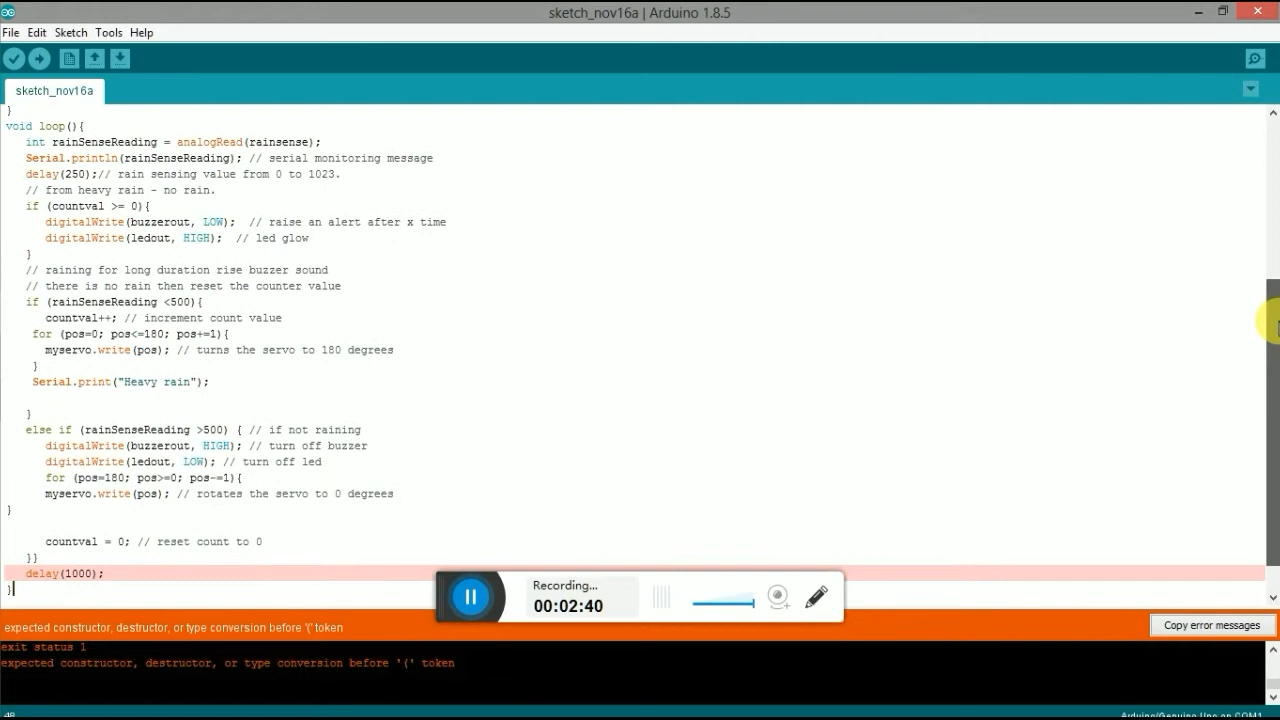 sketch_nov16a | Arduino 1.8.5
File Edit Sketch Tools Help
sketch_nov16a
}
void loop(){
int rainSenseReading = analogRead(rainsense);
Serial.println(rainSenseReading); // serial monitoring message
delay(250);// rain sensing value from 0 to 1023.
// from heavy rain - no rain.
if (countval >= 0){
digitalWrite(buzzerout, LOW); // raise an alert after x time
digitalWrite(ledout, HIGH); // led glow
}
// raining for long duration rise buzzer sound
// there is no rain then reset the counter value
if (rainSenseReading <500){
countval++; // increment count value
for (pos=0; pos<=180; pos+=1){
myservo.write(pos); // turns the servo to 180 degrees
}
Serial.print("Heavy rain");
}
else if (rainSenseReading >500) { // if not raining
digitalWrite(buzzerout, HIGH); // turn off buzzer
digitalWrite(ledout, LOW); // turn off led
for (pos=180; pos>=0; pos-=1){
myservo.write(pos); // rotates the servo to 0 degrees
}
countval = 0; // reset count to 0
}}
delay(1000);
}
Recording...
00:02:40
expected constructor, destructor, or type conversion before '(' token
Copy error messages
exit status 1
expected constructor, destructor, or type conversion before '(' token
48
Arduino/Genuino Uno on COM1